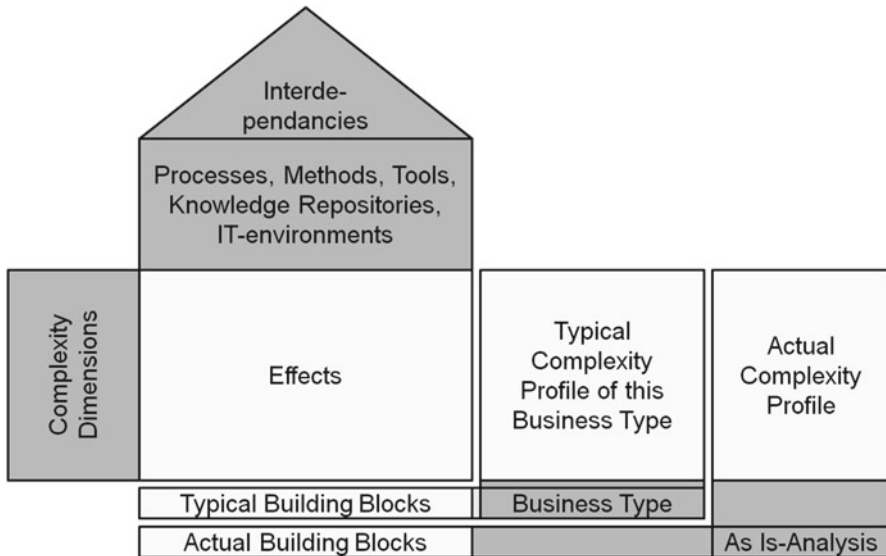 Interde-
pendancies
Processes, Methods, Tools,
Knowledge Repositories,
IT-environments
Complexity
Dimensions
Effects
Typical
Complexity
Profile of this
Business Type
Actual
Complexity
Profile
Typical Building Blocks
Business Type
Actual Building Blocks
As Is-Analysis